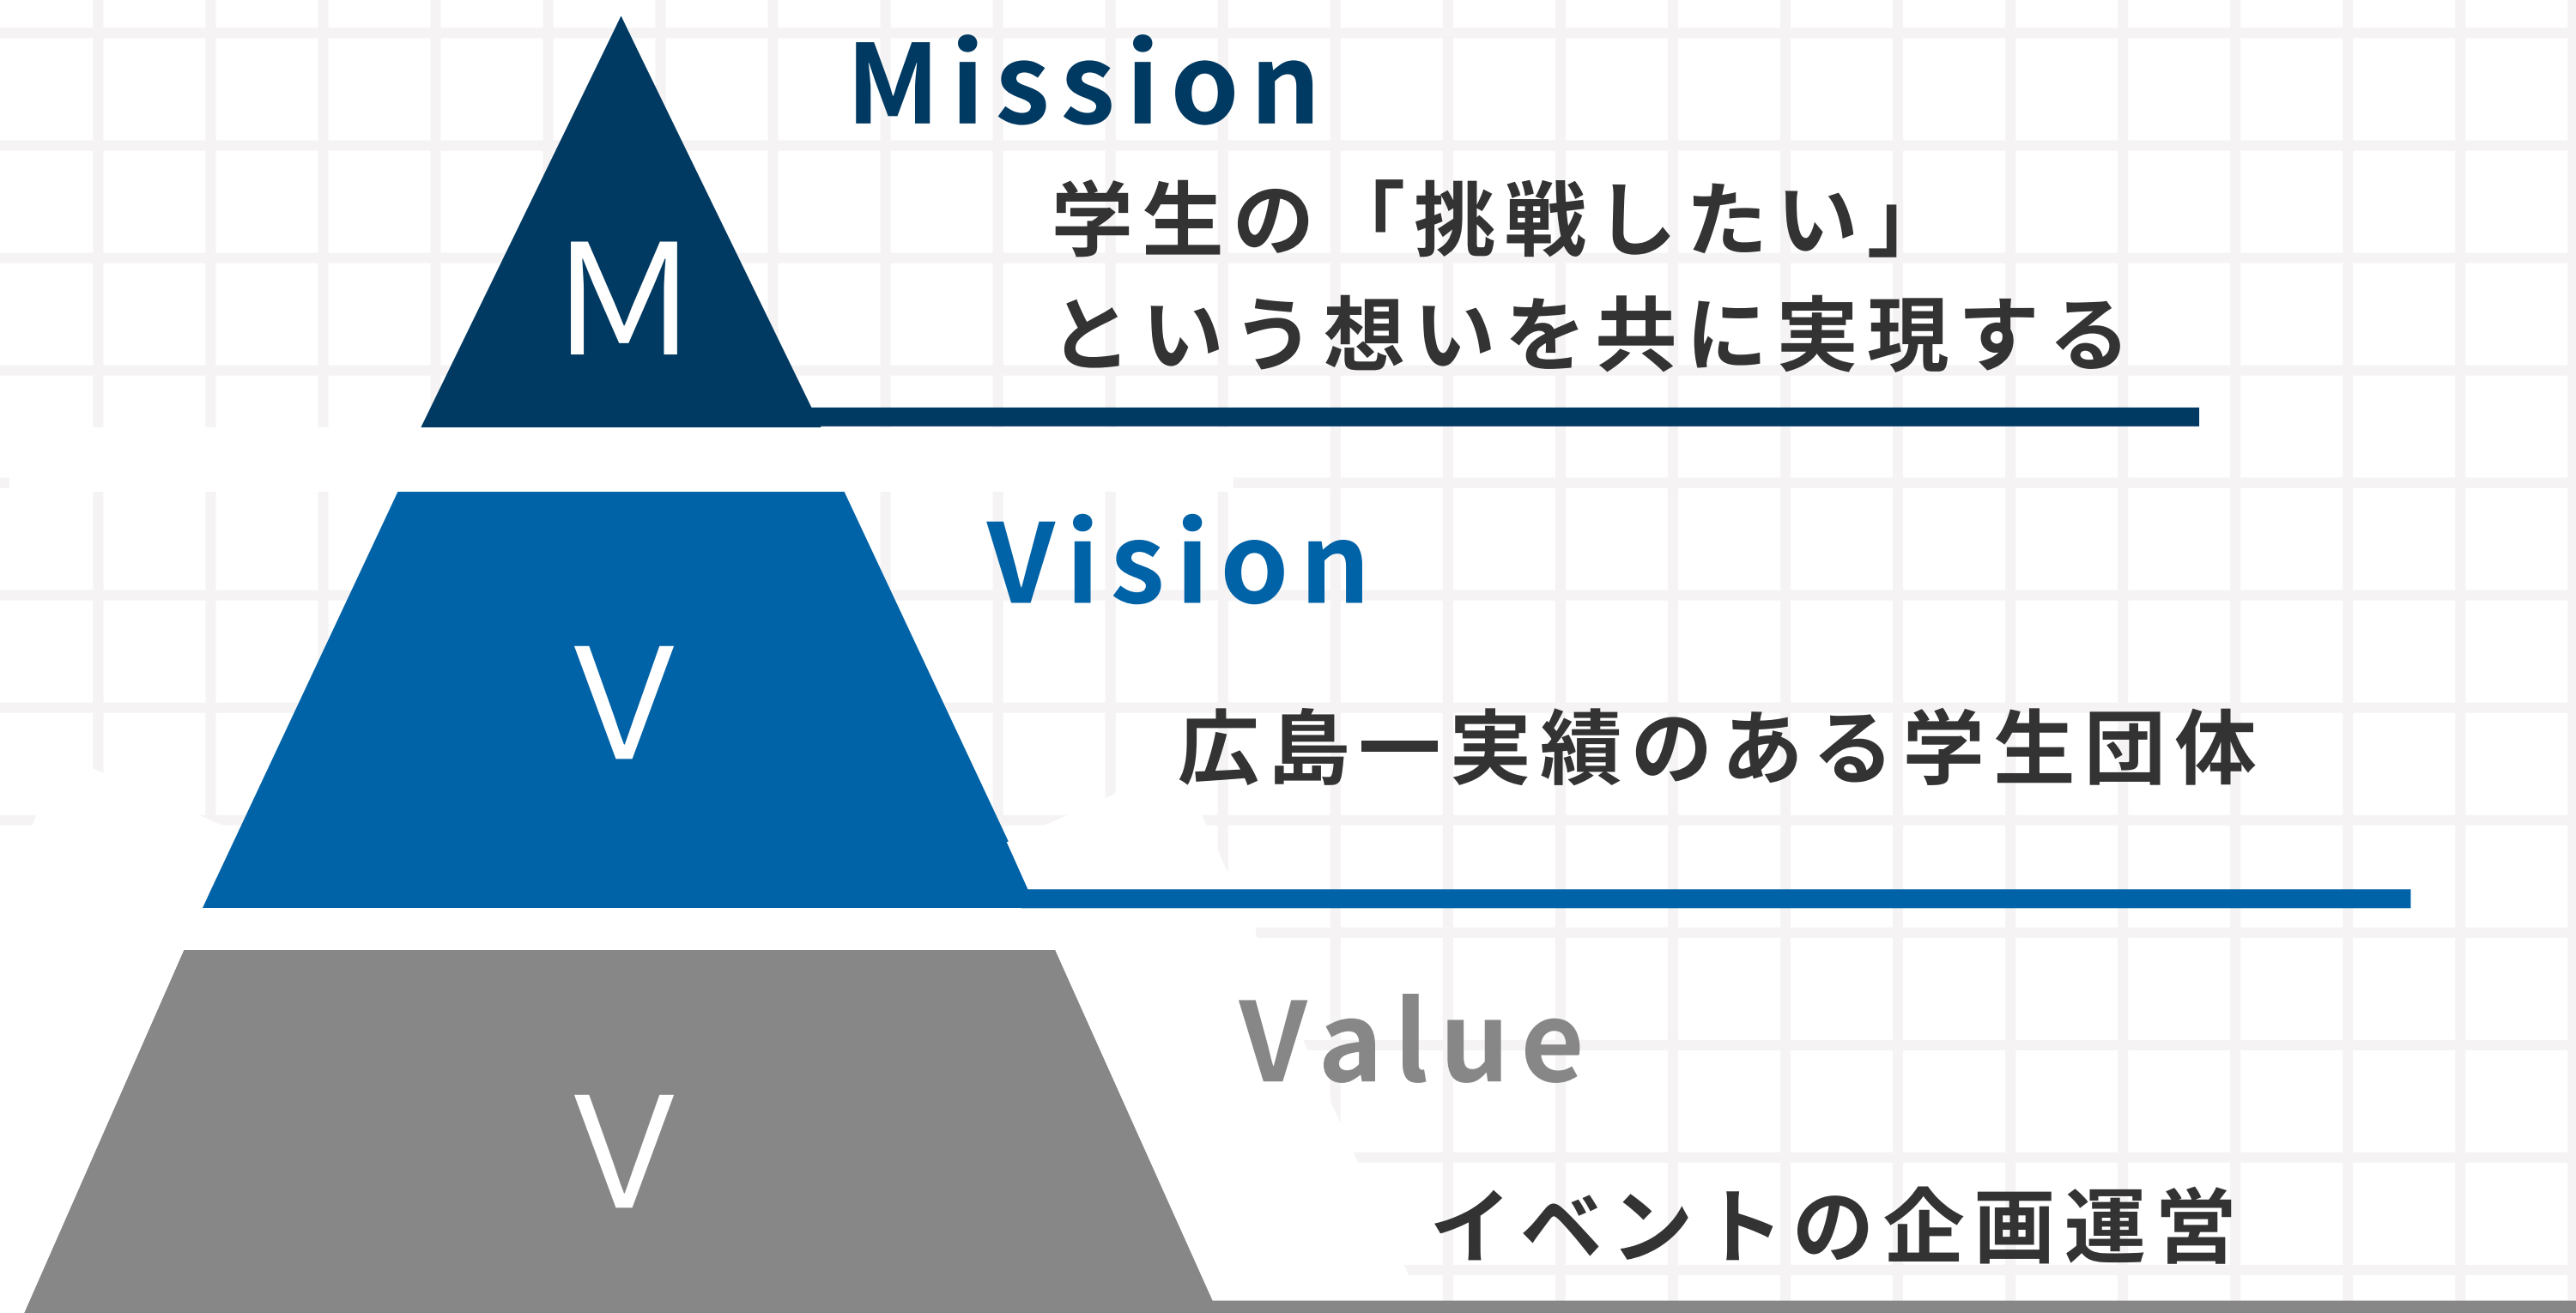 Mission
M
学生の「挑戦したい」
という想いを共に実現する
Vision
V
広島一実績のある学生団体
Value
V
イベントの企画運営